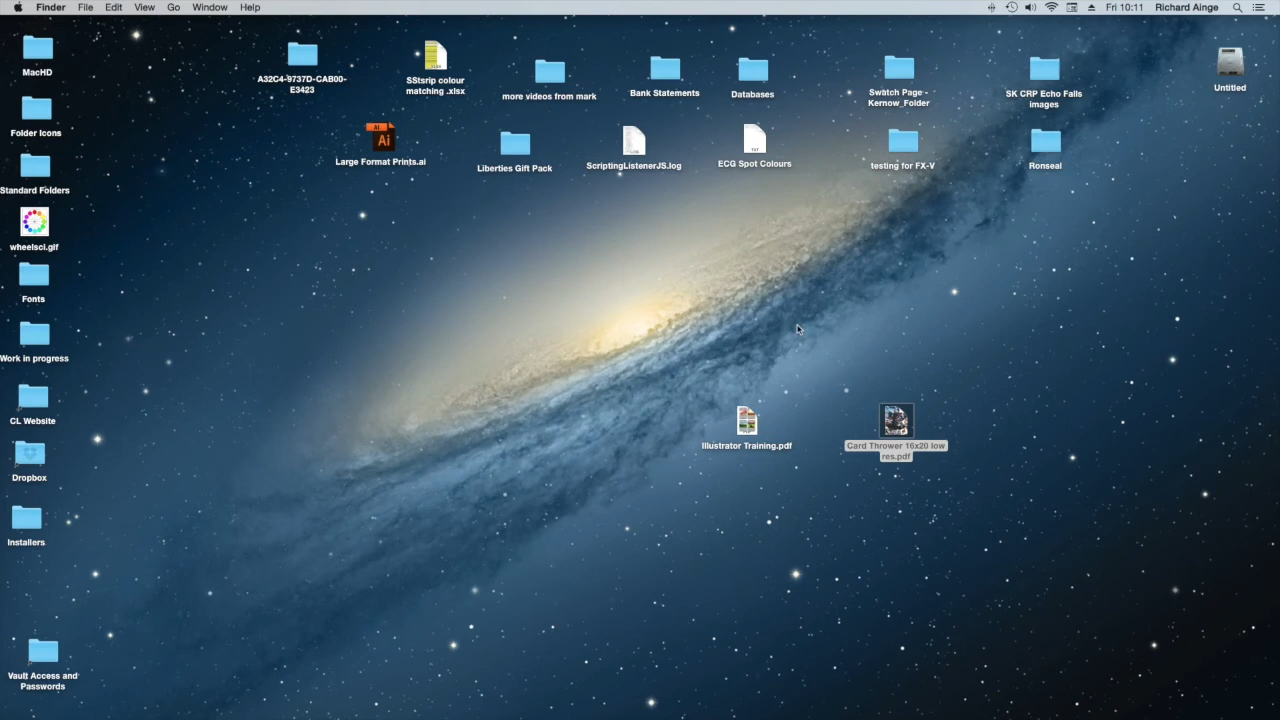 Finder File Edit View Go Window Help Fri 10:11 Richard Ainge
MacHD
A32C4-9737D-CAB00-
E3423
SStsrip colour
matching .xlsx
more videos from mark
Bank Statements
Databases
Swatch Page -
Kernow_Folder
SK CRP Echo Falls
images
Untitled
Folder Icons
Large Format Prints.ai
Liberties Gift Pack
ScriptingListenerJS.log
ECG Spot Colours
testing for FX-V
Ronseal
Standard Folders
wheelsci.gif
Fonts
Work in progress
CL Website
Illustrator Training.pdf
Card Thrower 16x20 low
res.pdf
Dropbox
Installers
Vault Access and
Passwords